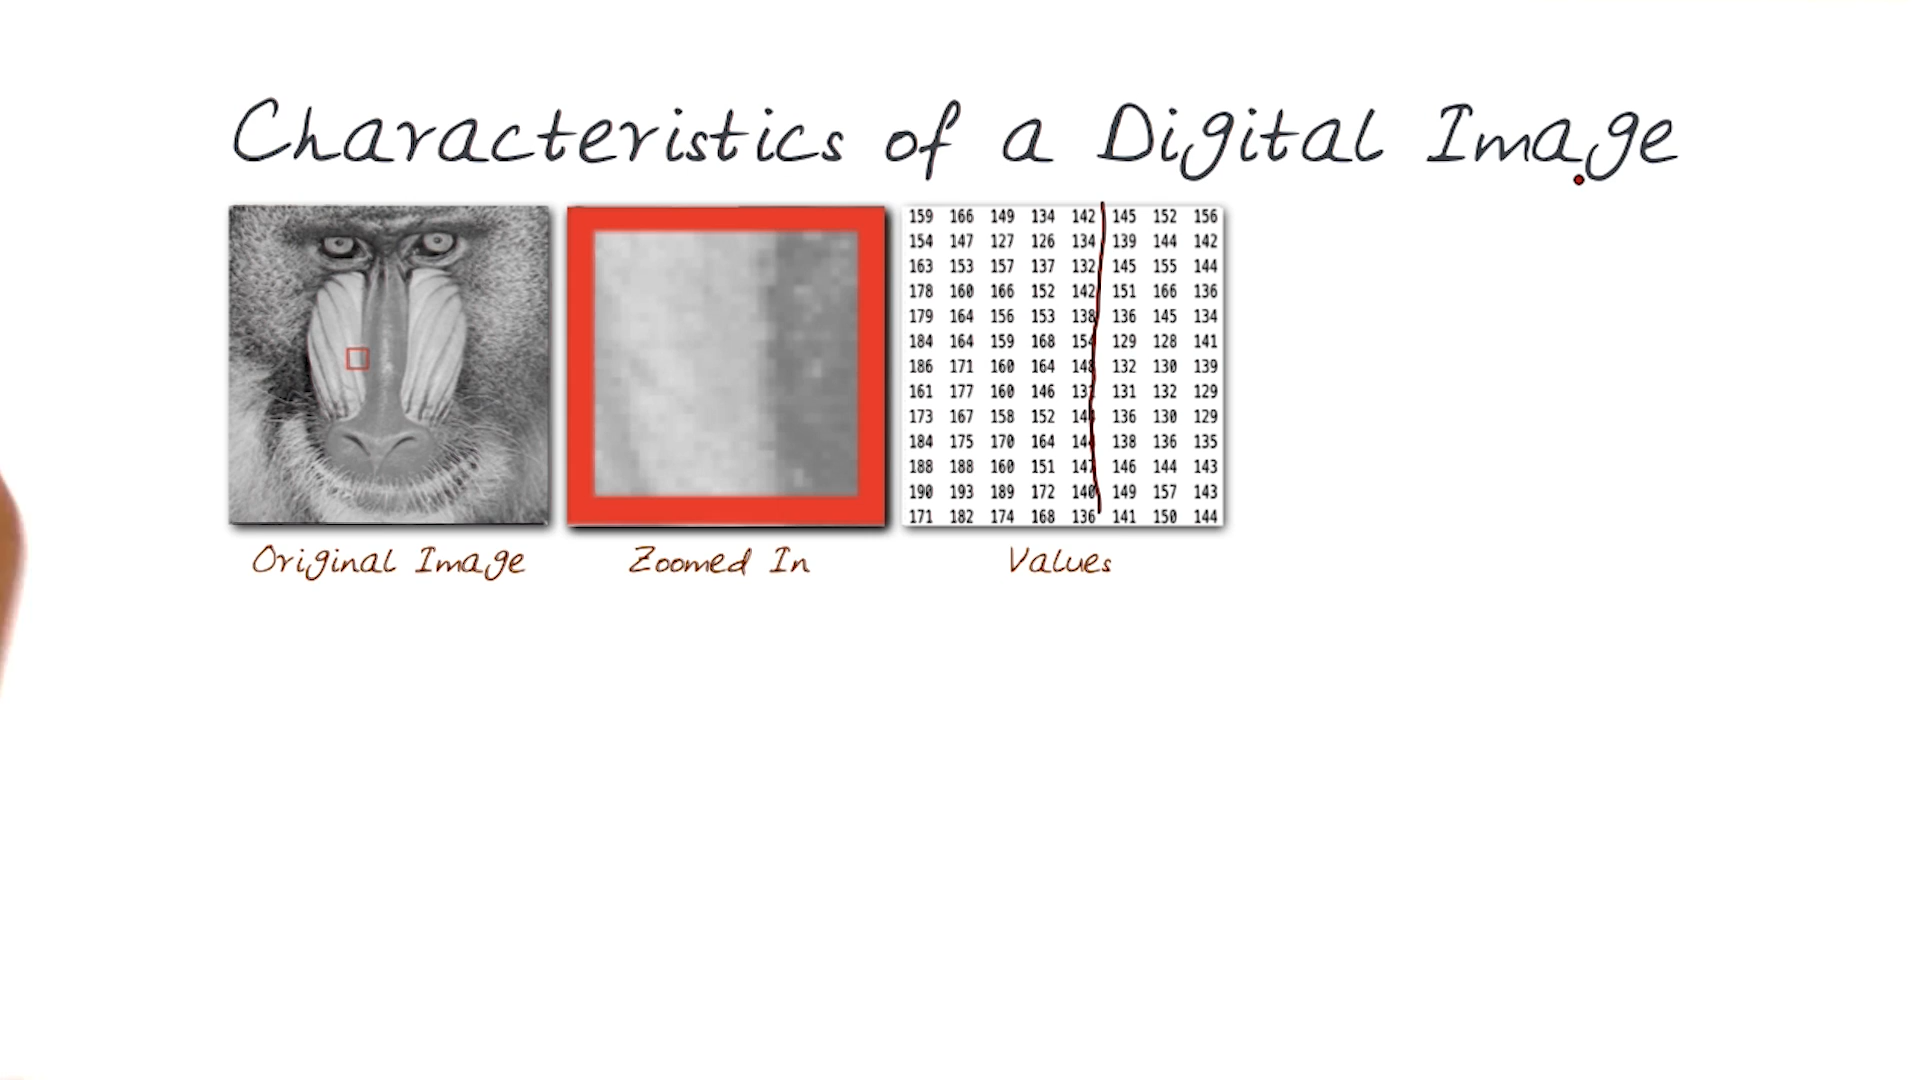 Characteristics of a Digital Image
159 166 149 134 142 145 152 156
154 147 127 126 134 139 144 142
163 153 157 137 132 145 155 144
178 160 166 152 142 151 166 136
179 164 156 153 138 136 145 134
184 164 159 168 154 129 128 141
186 171 160 164 148 132 130 139
161 177 160 146 131 132 129
173 167 158 152 144 136 130 129
184 175 170 164 144 138 136 135
188 188 160 151 147 146 144 143
190 193 189 172 140 149 157 143
171 182 174 168 136 141 150 144
Original Image
Zoomed In
Values